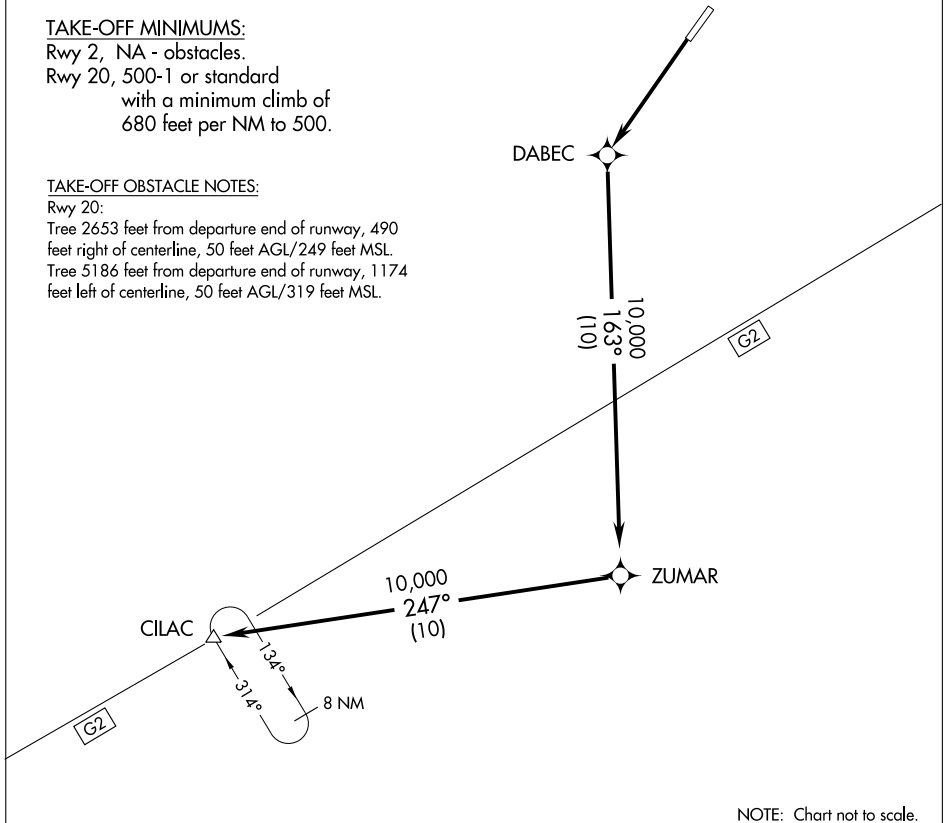 TAKE-OFF MINIMUMS:
Rwy 2, NA - obstacles.
Rwy 20, 500-1 or standard
with a minimum climb of
680 feet per NM to 500.
TAKE-OFF OBSTACLE NOTES:
Rwy 20:
Tree 2653 feet from departure end of runway, 490
feet right of centerline, 50 feet AGL/249 feet MSL.
Tree 5186 feet from departure end of runway, 1174
feet left of centerline, 50 feet AGL/319 feet MSL.
DABEC
10,000
163°
(10)
G2
ZUMAR
10,000
247°
(10)
CILAC
134°
314°
8 NM
G2
NOTE: Chart not to scale.